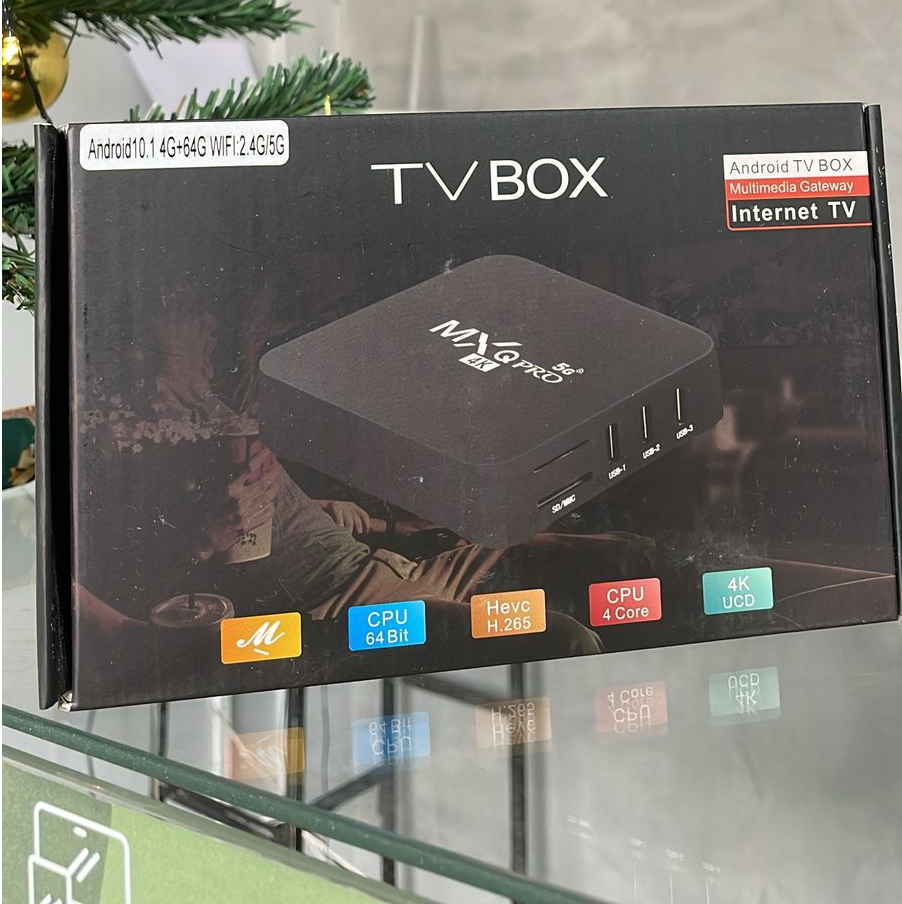 Android10.1 4G+64G WIFI:2.4G/5G
TV BOX
Android TV BOX
Multimedia Gateway
Internet TV
MXQ PRO 5G
4K
USB-1
USB-2
USB-3
SD/MMC
M
CPU
64 Bit
Hevc
H.265
CPU
4 Core
4K
UCD